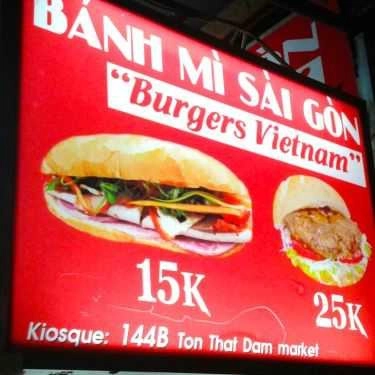 BÁNH MÌ SÀI GÒN
"Burgers Vietnam"
15K
25K
Kiosque: 144B Ton That Dam market